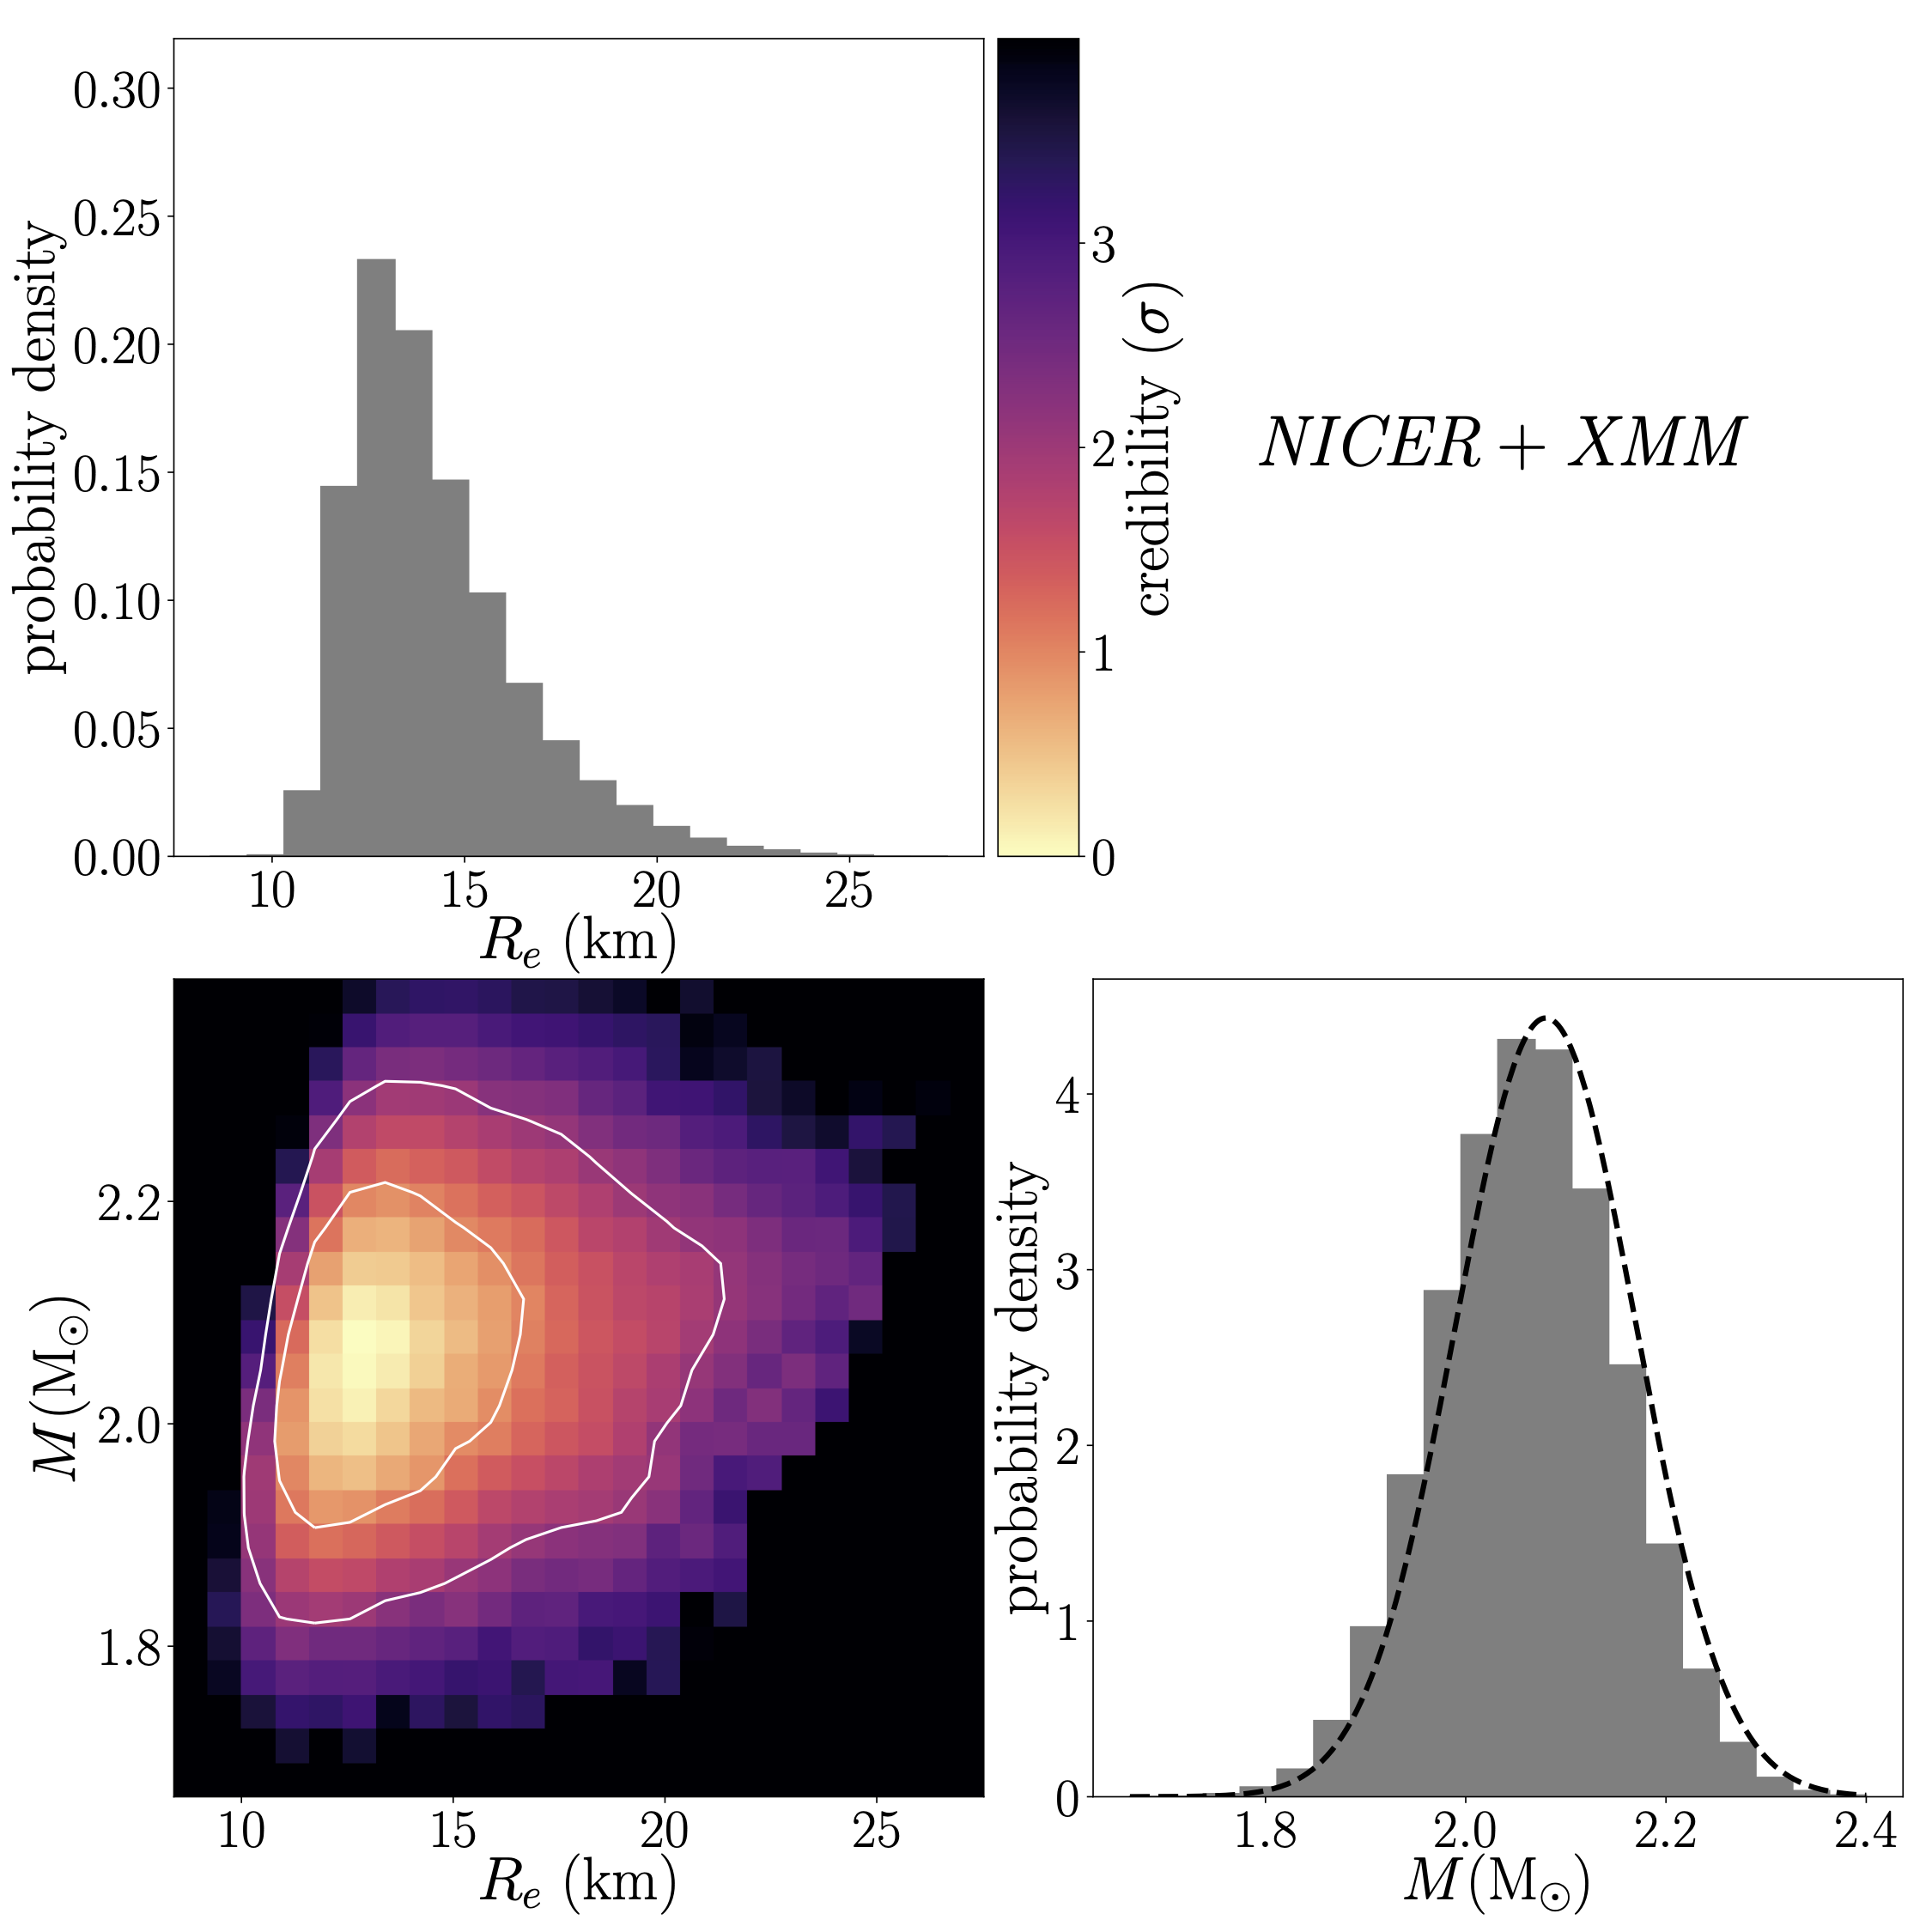 probability density
0.30
0.25
0.20
0.15
0.10
0.05
0.00
10 15 20 25
R_e (km)
3
2
1
0
credibility (σ)
NICER + XMM
M(M_⊙)
2.2
2.0
1.8
10 15 20 25
R_e (km)
probability density
4
3
2
1
0
1.8 2.0 2.2 2.4
M(M_⊙)